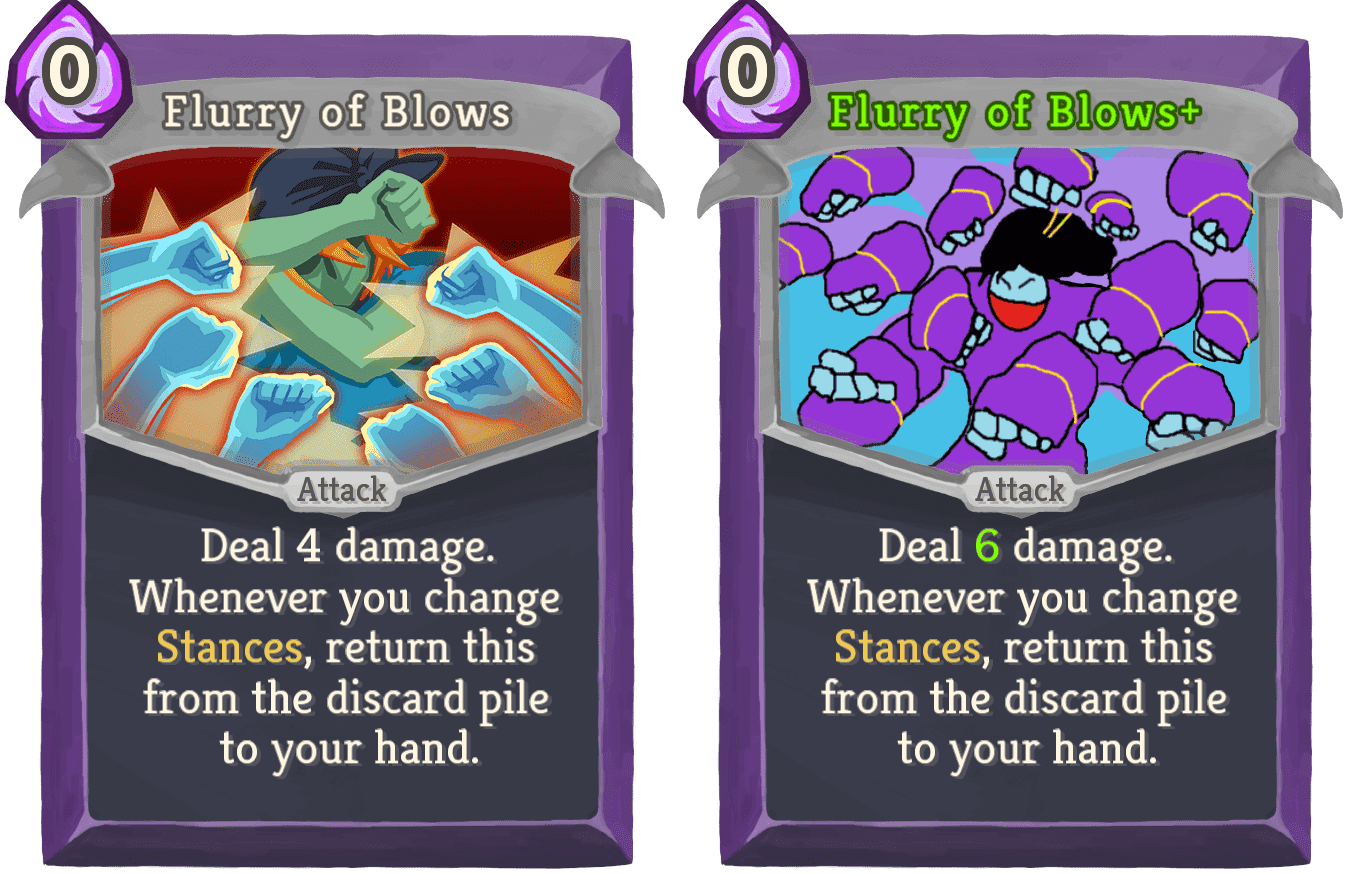 0
Flurry of Blows
Attack
Deal 4 damage.
Whenever you change
Stances, return this
from the discard pile
to your hand.
0
Flurry of Blows+
Attack
Deal 6 damage.
Whenever you change
Stances, return this
from the discard pile
to your hand.